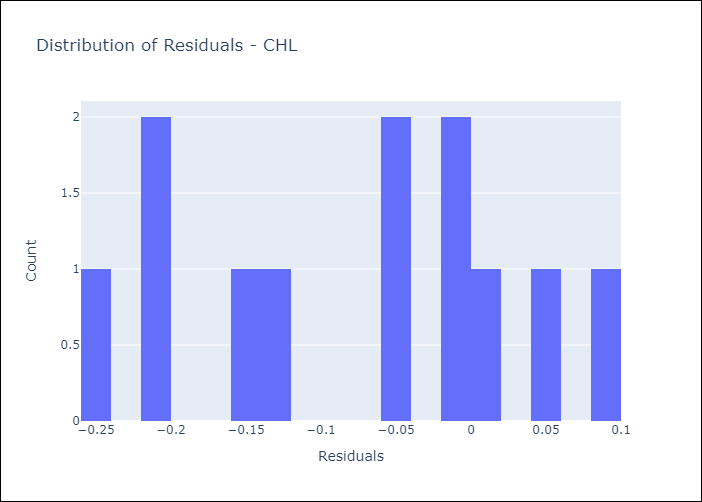 Distribution of Residuals - CHL
2
1.5
1
0.5
0
Count
−0.25 −0.2 −0.15 −0.1 −0.05 0 0.05 0.1
Residuals